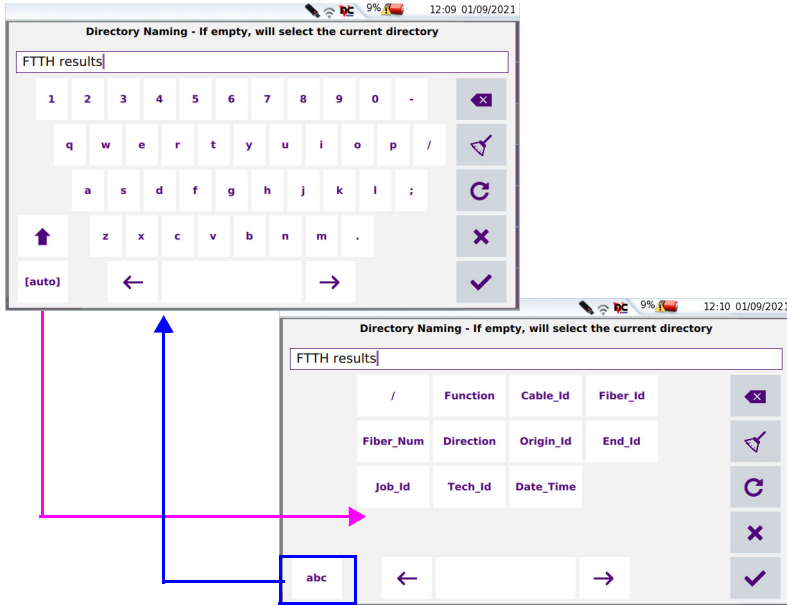 9% 12:09 01/09/2021
Directory Naming - If empty, will select the current directory
FTTH results
1 2 3 4 5 6 7 8 9 0 -
q w e r t y u i o p /
a s d f g h j k l ;
z x c v b n m .
[auto]
9% 12:10 01/09/2021
Directory Naming - If empty, will select the current directory
FTTH results
/ Function Cable_Id Fiber_Id
Fiber_Num Direction Origin_Id End_Id
Job_Id Tech_Id Date_Time
abc